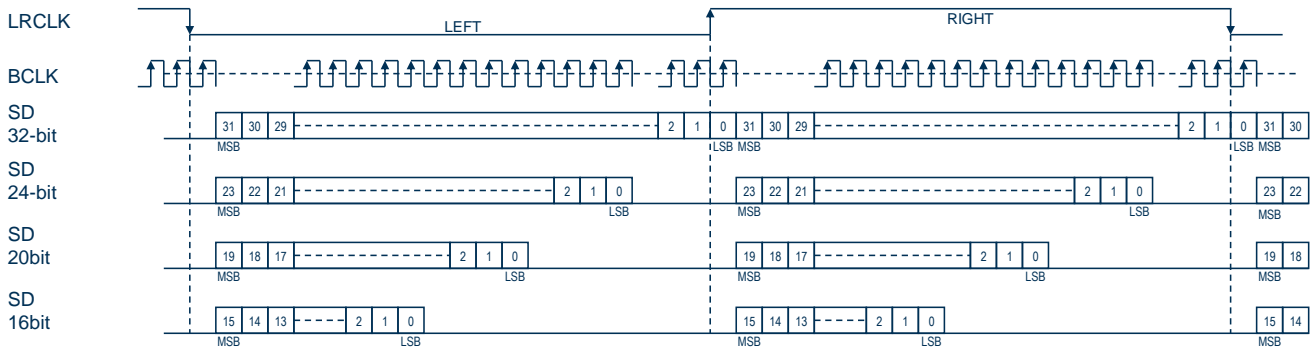 LRCLK LEFT RIGHT
BCLK
SD
32-bit
31 30 29 2 1 0 31 30 29 2 1 0 31 30
MSB LSB MSB LSB MSB
SD
24-bit
23 22 21 2 1 0 23 22 21 2 1 0 23 22
MSB LSB MSB LSB MSB
SD
20bit
19 18 17 2 1 0 19 18 17 2 1 0 19 18
MSB LSB MSB LSB MSB
SD
16bit
15 14 13 2 1 0 15 14 13 2 1 0 15 14
MSB LSB MSB LSB MSB